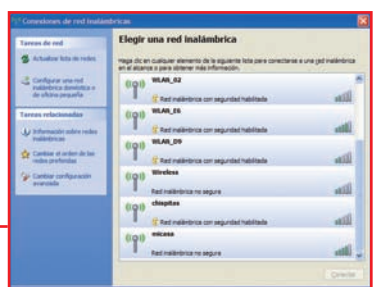 Conexiones de red inalámbricas
Tareas de red
Actualizar lista de redes
Configurar una red
inalámbrica doméstica o
de oficina pequeña
Tareas relacionadas
Información sobre redes
inalámbricas
Cambiar el orden de las
redes preferidas
Cambiar configuración
avanzada
Elegir una red inalámbrica
Haga clic en cualquier elemento de la siguiente lista para conectarse a una red inalámbrica
en el alcance o para obtener más información.
WLAN_02
Red inalámbrica con seguridad habilitada
WLAN_E6
Red inalámbrica con seguridad habilitada
WLAN_D9
Red inalámbrica con seguridad habilitada
Wireless
Red inalámbrica no segura
chispitas
Red inalámbrica con seguridad habilitada
micasa
Red inalámbrica no segura
Conectar